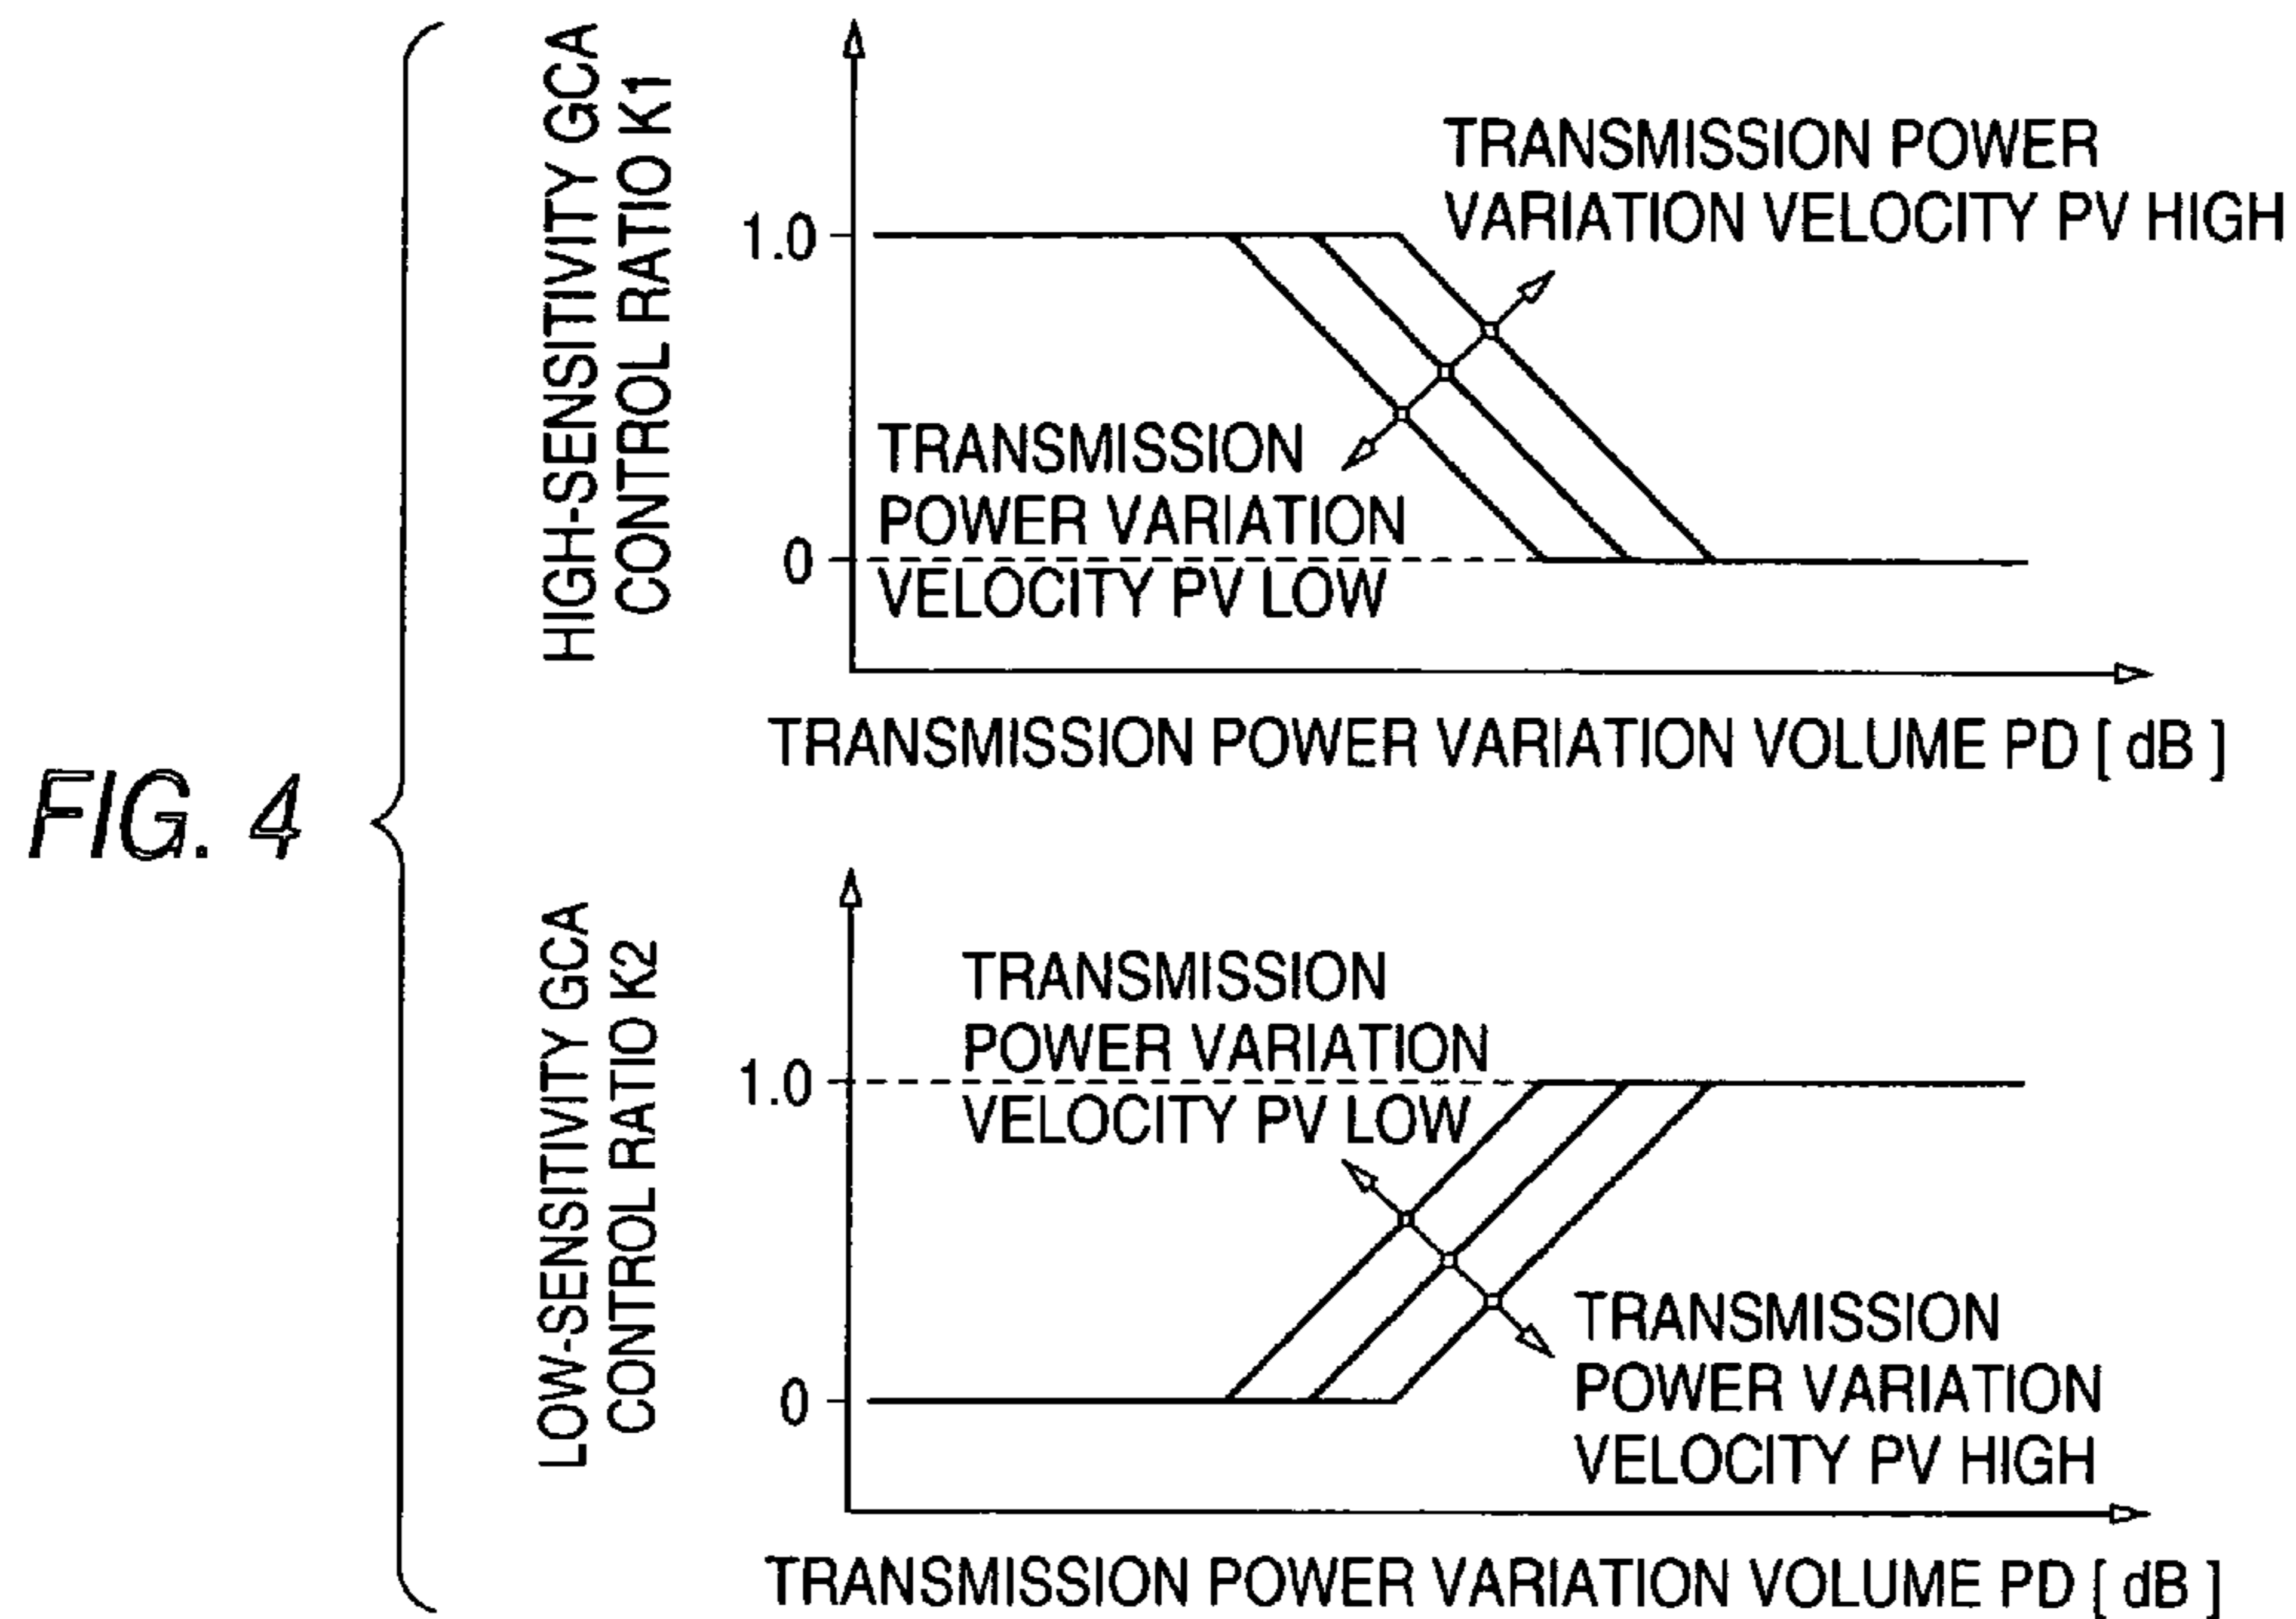 FIG. 4
HIGH-SENSITIVITY GCA
CONTROL RATIO K1
1.0
0
TRANSMISSION POWER
VARIATION VELOCITY PV HIGH
TRANSMISSION
POWER VARIATION
VELOCITY PV LOW
TRANSMISSION POWER VARIATION VOLUME PD [ dB ]
LOW-SENSITIVITY GCA
CONTROL RATIO K2
1.0
0
TRANSMISSION
POWER VARIATION
VELOCITY PV LOW
TRANSMISSION
POWER VARIATION
VELOCITY PV HIGH
TRANSMISSION POWER VARIATION VOLUME PD [ dB ]